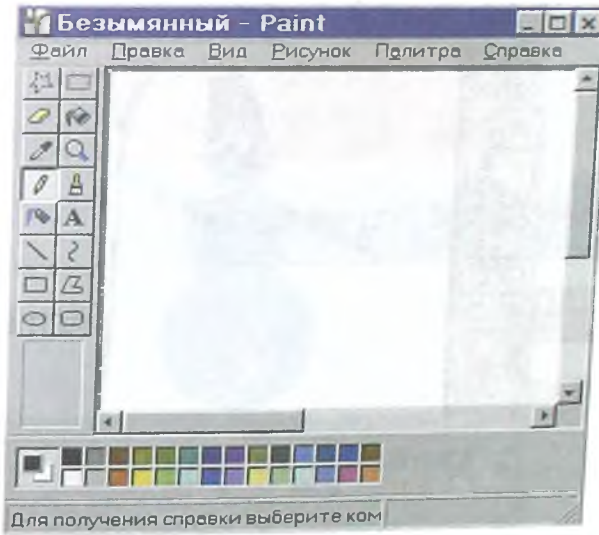 Безымянный - Paint
Файл Правка Вид Рисунок Палитра Справка
A
Для получения справки выберите ком